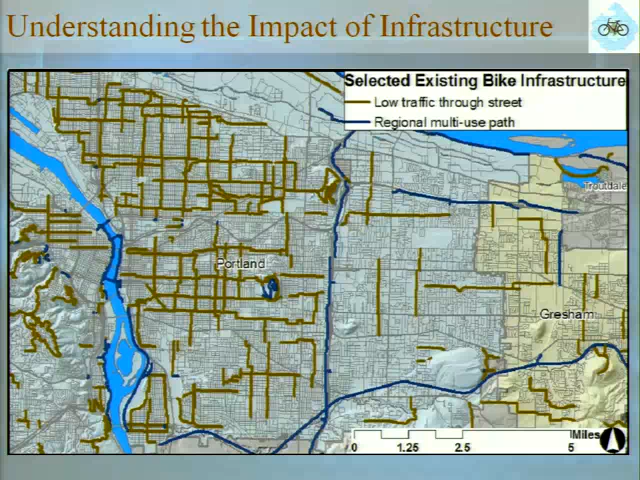 Understanding the Impact of Infrastructure
Selected Existing Bike Infrastructure
Low traffic through street
Regional multi-use path
Troutdale
Portland
Gresham
Miles
0 1.25 2.5 5